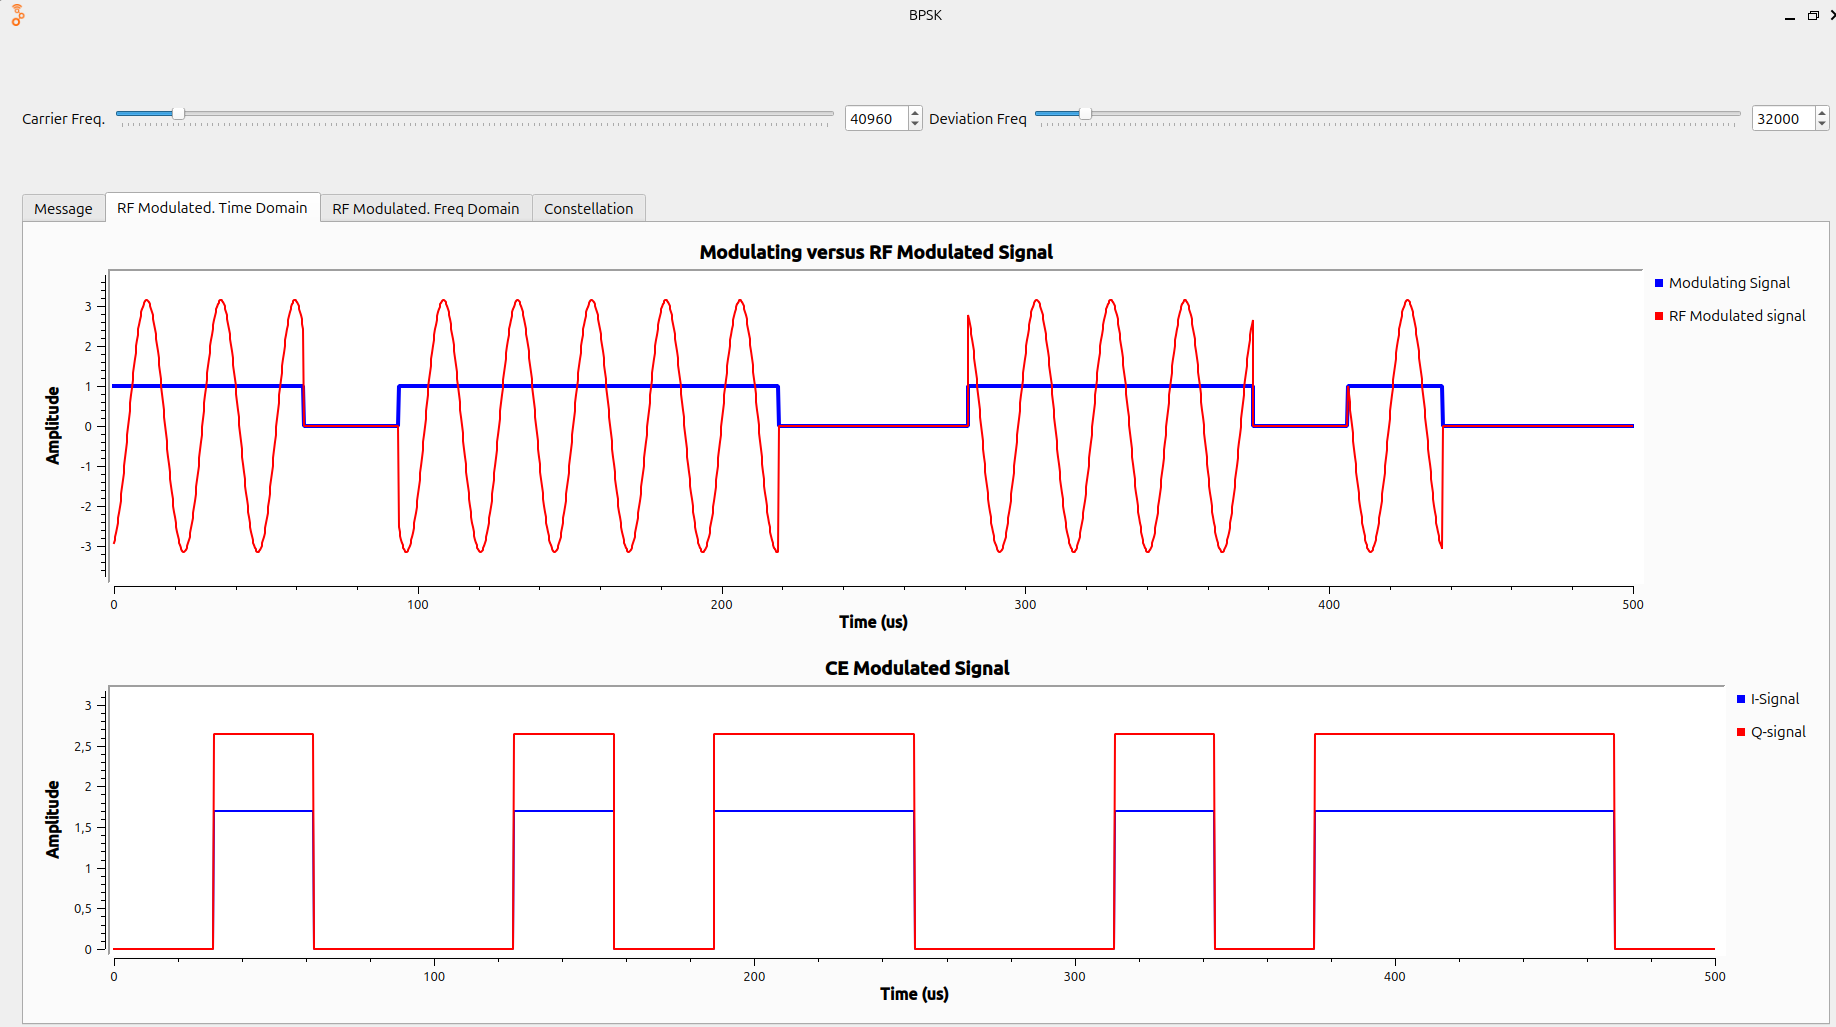 BPSK
Carrier Freq. 40960 Deviation Freq 32000
Message RF Modulated. Time Domain RF Modulated. Freq Domain Constellation
Modulating versus RF Modulated Signal
Modulating Signal
RF Modulated signal
Amplitude
3
2
1
0
-1
-2
-3
0 100 200 300 400 500
Time (us)
CE Modulated Signal
I-Signal
Q-signal
Amplitude
3
2,5
2
1,5
1
0,5
0
0 100 200 300 400 500
Time (us)